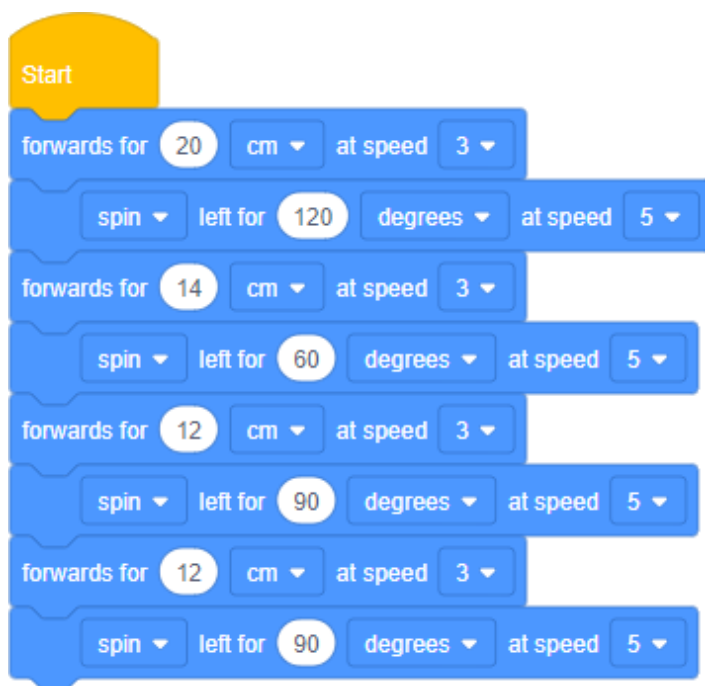 Start
forwards for 20 cm at speed 3
spin left for 120 degrees at speed 5
forwards for 14 cm at speed 3
spin left for 60 degrees at speed 5
forwards for 12 cm at speed 3
spin left for 90 degrees at speed 5
forwards for 12 cm at speed 3
spin left for 90 degrees at speed 5